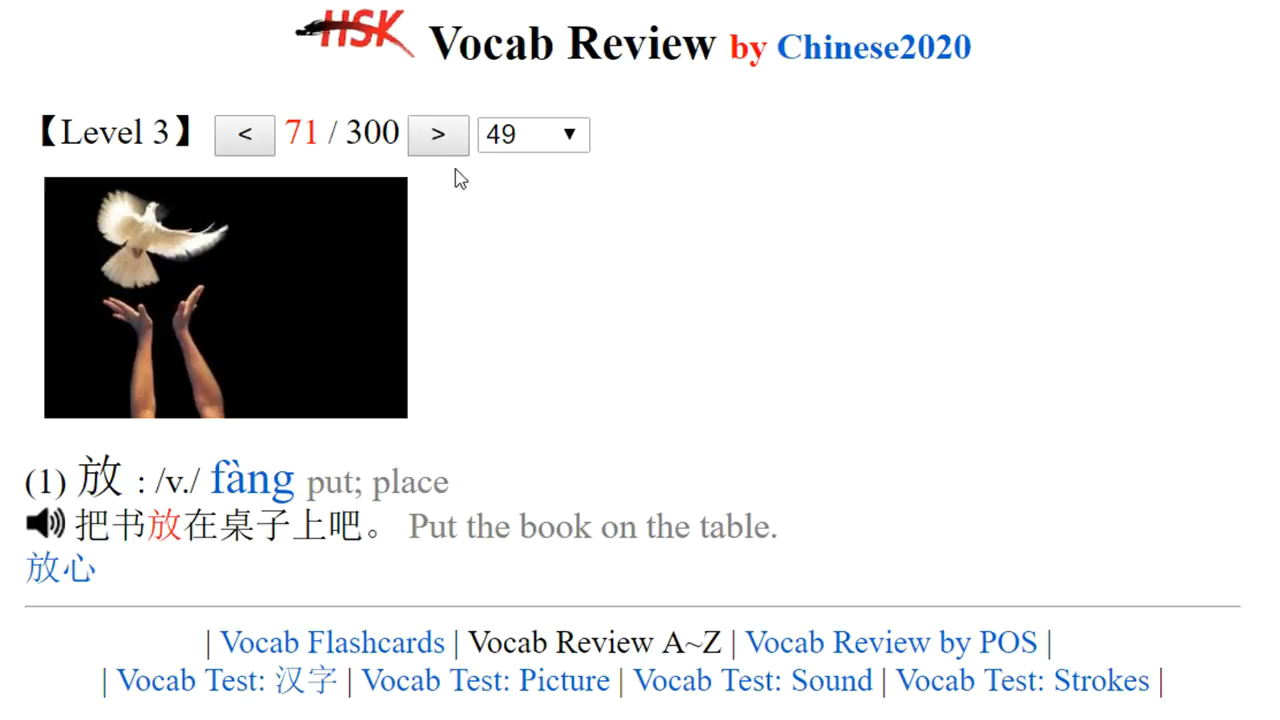 HSK Vocab Review by Chinese2020
【Level 3】 < 71 / 300 > 49 ▼
(1) 放 : /v./ fàng put; place
把书放在桌子上吧。 Put the book on the table.
放心
| Vocab Flashcards | Vocab Review A~Z | Vocab Review by POS |
| Vocab Test: 汉字 | Vocab Test: Picture | Vocab Test: Sound | Vocab Test: Strokes |